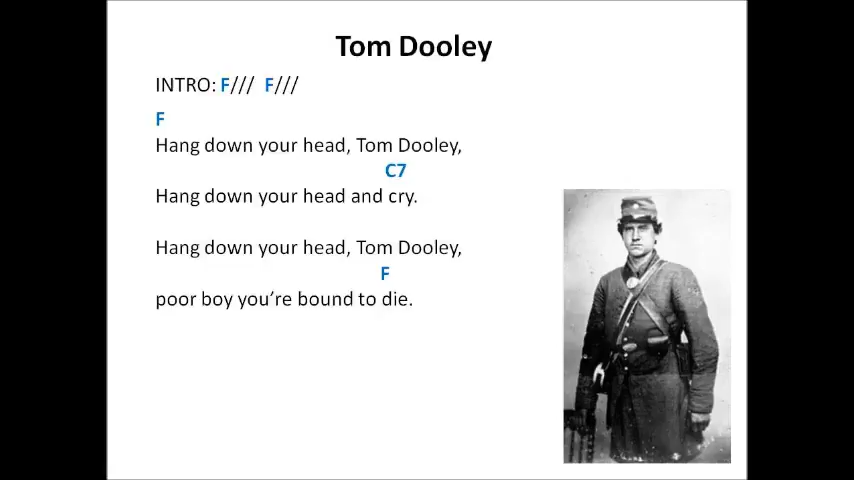 Tom Dooley
INTRO: F/// F///
F
Hang down your head, Tom Dooley,
C7
Hang down your head and cry.
Hang down your head, Tom Dooley,
F
poor boy you’re bound to die.